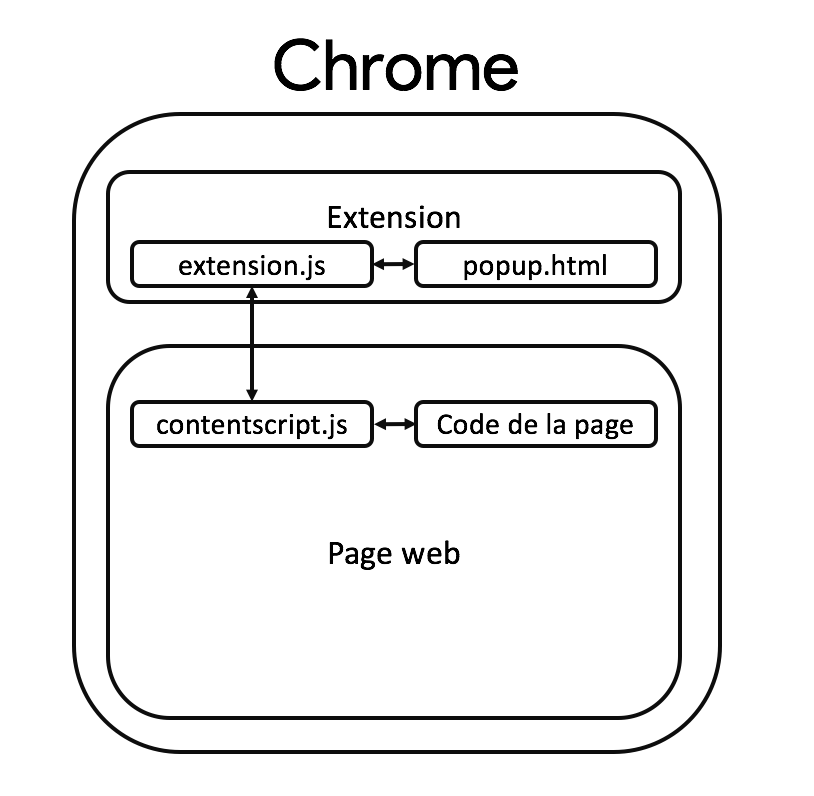 Chrome
Extension
extension.js
popup.html
contentscript.js
Code de la page
Page web